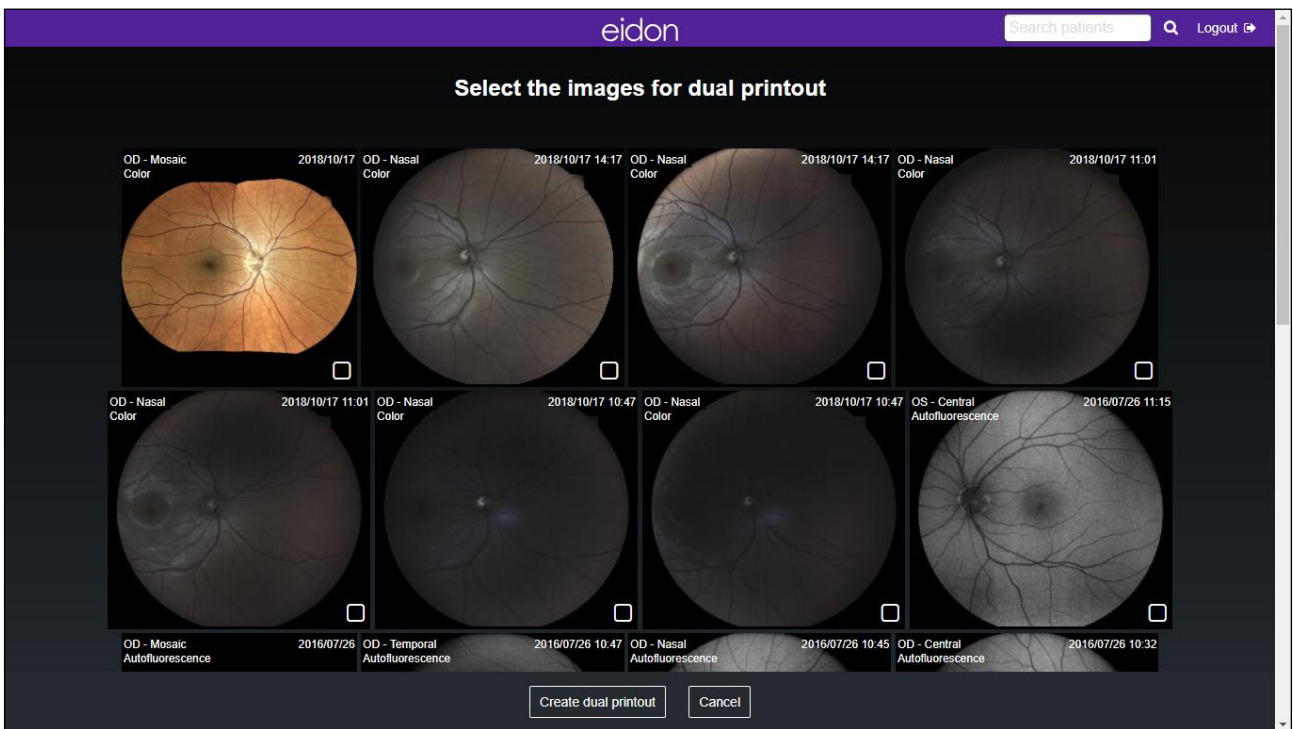 eidon
Search patients
Logout
Select the images for dual printout
OD - Mosaic 2018/10/17
Color
OD - Nasal 2018/10/17 14:17
Color
OD - Nasal 2018/10/17 14:17
Color
OD - Nasal 2018/10/17 11:01
Color
OD - Nasal 2018/10/17 11:01
Color
OD - Nasal 2018/10/17 10:47
Color
OD - Nasal 2018/10/17 10:47
Color
OS - Central 2016/07/26 11:15
Autofluorescence
OD - Mosaic 2016/07/26
Autofluorescence
OD - Temporal 2016/07/26 10:47
Autofluorescence
OD - Nasal 2016/07/26 10:45
Autofluorescence
OD - Central 2016/07/26 10:32
Autofluorescence
Create dual printout
Cancel